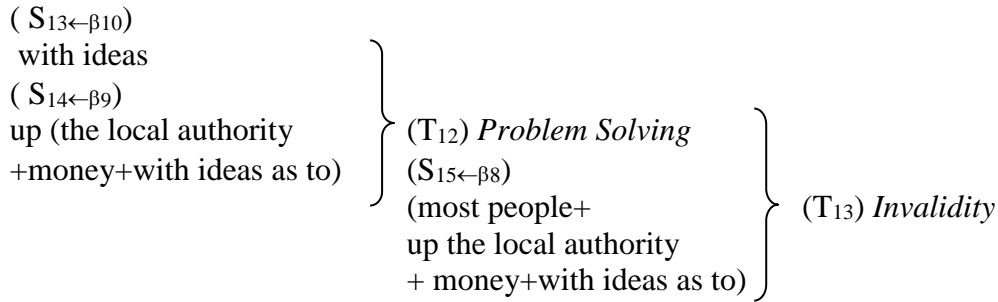 ( S13←β10)
with ideas
( S14←β9)
up (the local authority
+money+with ideas as to)
(T12) Problem Solving
(S15←β8)
(most people+
up the local authority
+ money+with ideas as to)
(T13) Invalidity